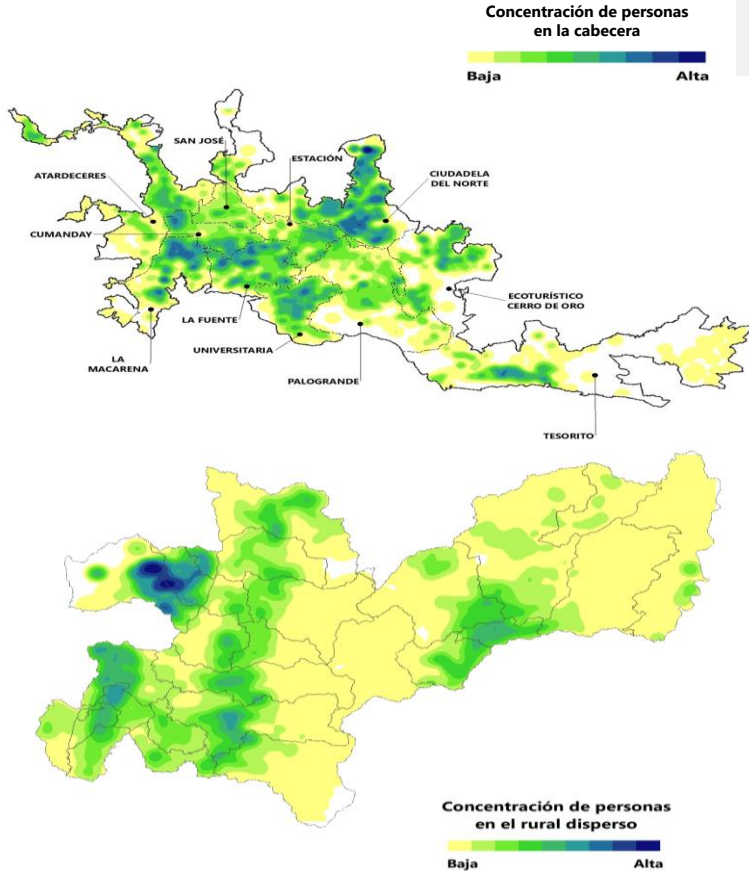 Concentración de personas
en la cabecera
Baja Alta
SAN JOSÉ
ESTACIÓN
ATARDECERES
CIUDADELA
DEL NORTE
CUMANDAY
ECOTURÍSTICO
CERRO DE ORO
LA FUENTE
UNIVERSITARIA
LA
MACARENA
PALOGRANDE
TESORITO
Concentración de personas
en el rural disperso
Baja Alta